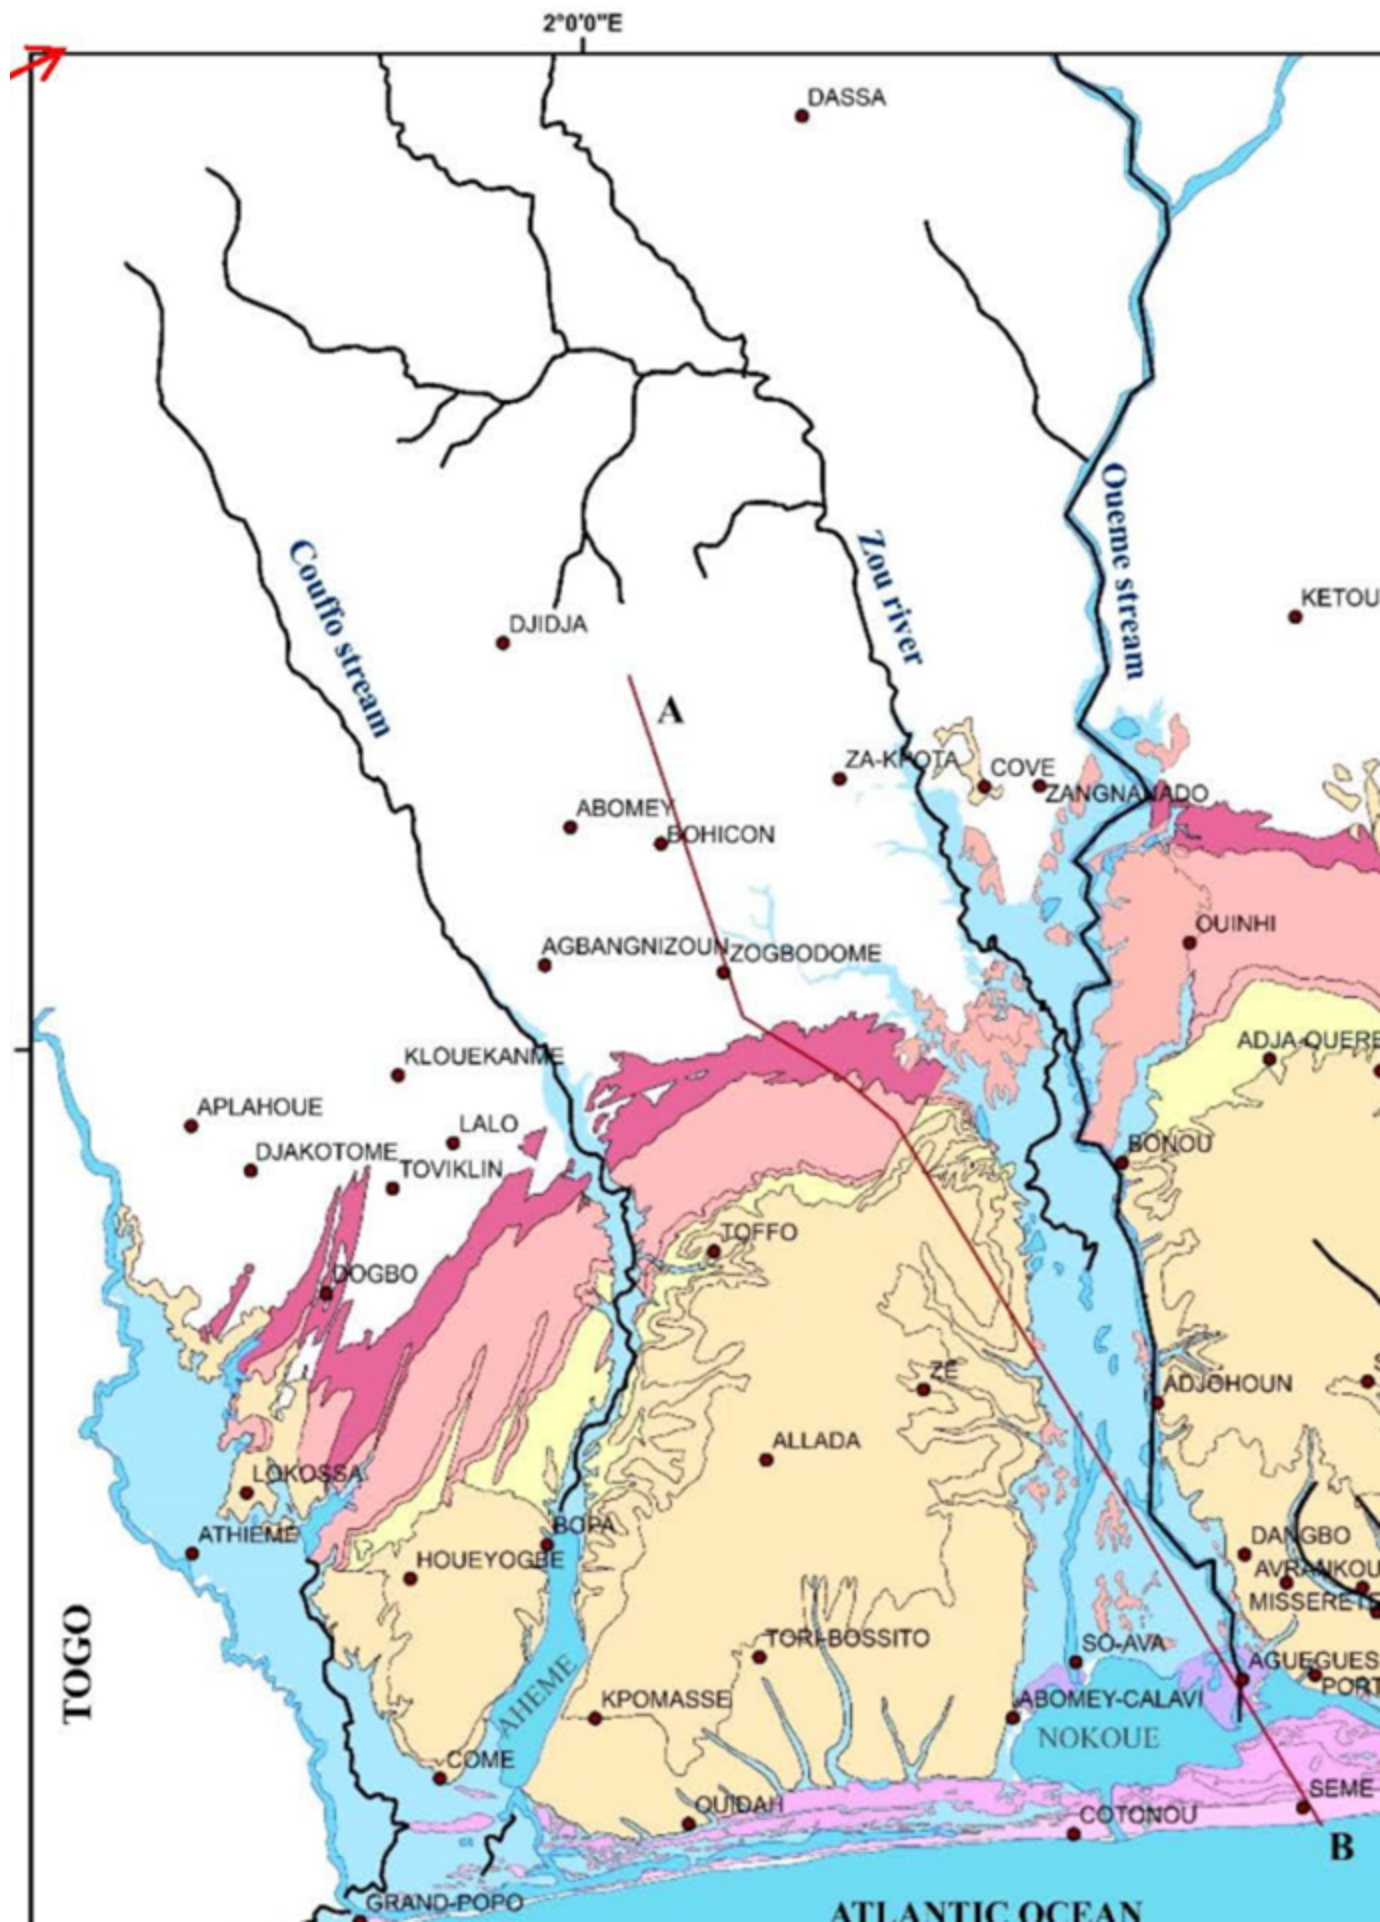 2°0'0"E
DASSA
Oueme stream
Zou river
Couffo stream
KETOU
DJIDJA
A
ZA-KPOTA
COVE
ZANGNANADO
ABOMEY
BOHICON
OUINHI
AGBANGNIZOUN
ZOGBODOME
ADJA-OUERE
KLOUEKANME
APLAHOUE
LALO
DJAKOTOME
TOVIKLIN
BONOU
TOFFO
DOGBO
ZE
ADJOHOUN
ALLADA
LOKOSSA
ATHIEME
BOPA
HOUEYOGBE
DANGBO
AVRANKOU
MISSERETE
TOGO
TORI-BOSSITO
SO-AVA
AGUEGUES
PORT
KPOMASSE
ABOMEY-CALAVI
AHEME
NOKOUE
COME
SEME
OUIDAH
COTONOU
B
GRAND-POPO
ATLANTIC OCEAN